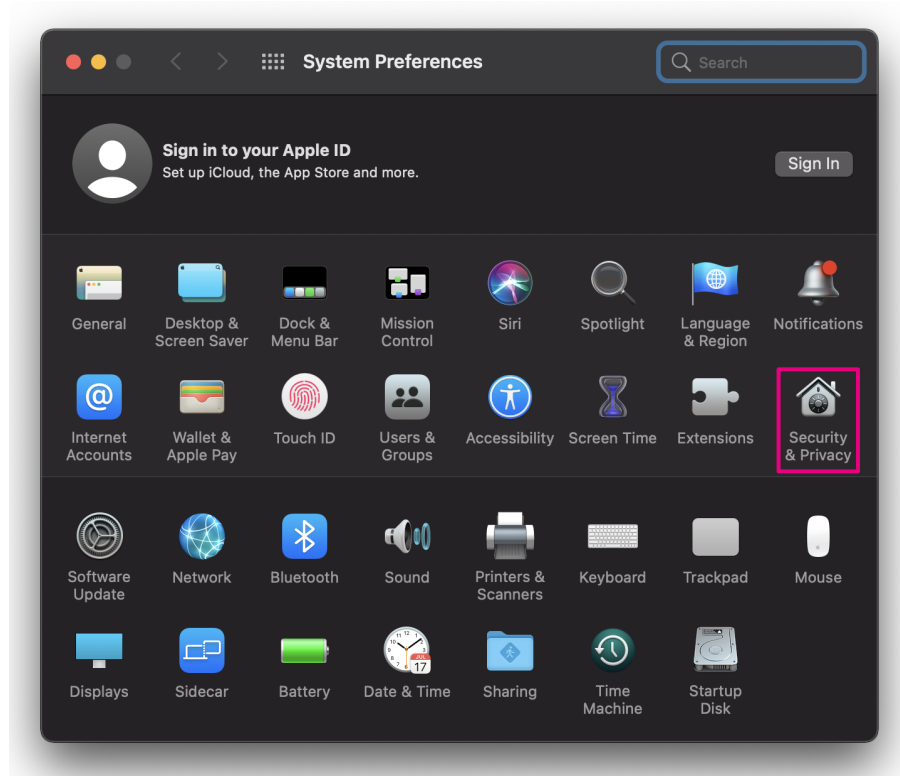 System Preferences
Search
Sign in to your Apple ID
Set up iCloud, the App Store and more.
Sign In
General
Desktop &
Screen Saver
Dock &
Menu Bar
Mission
Control
Siri
Spotlight
Language
& Region
Notifications
Internet
Accounts
Wallet &
Apple Pay
Touch ID
Users &
Groups
Accessibility
Screen Time
Extensions
Security
& Privacy
Software
Update
Network
Bluetooth
Sound
Printers &
Scanners
Keyboard
Trackpad
Mouse
Displays
Sidecar
Battery
JUL
17
Date & Time
Sharing
Time
Machine
Startup
Disk